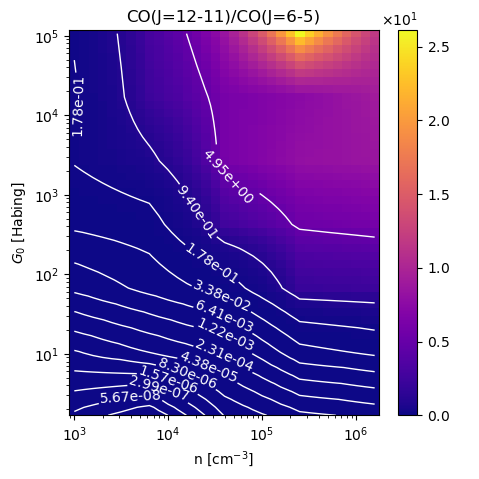 CO(J=12-11)/CO(J=6-5)
×10¹
10⁵
10⁴
10³
10²
10¹
G₀ [Habing]
1.78e-01
4.95e+00
9.40e-01
1.78e-01
3.38e-02
6.41e-03
1.22e-03
2.31e-04
4.38e-05
8.30e-06
1.57e-06
2.99e-07
5.67e-08
10³
10⁴
10⁵
10⁶
n [cm⁻³]
2.5
2.0
1.5
1.0
0.5
0.0